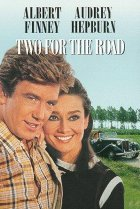 ALBERT AUDREY
FINNEY HEPBURN
TWO FOR THE ROAD